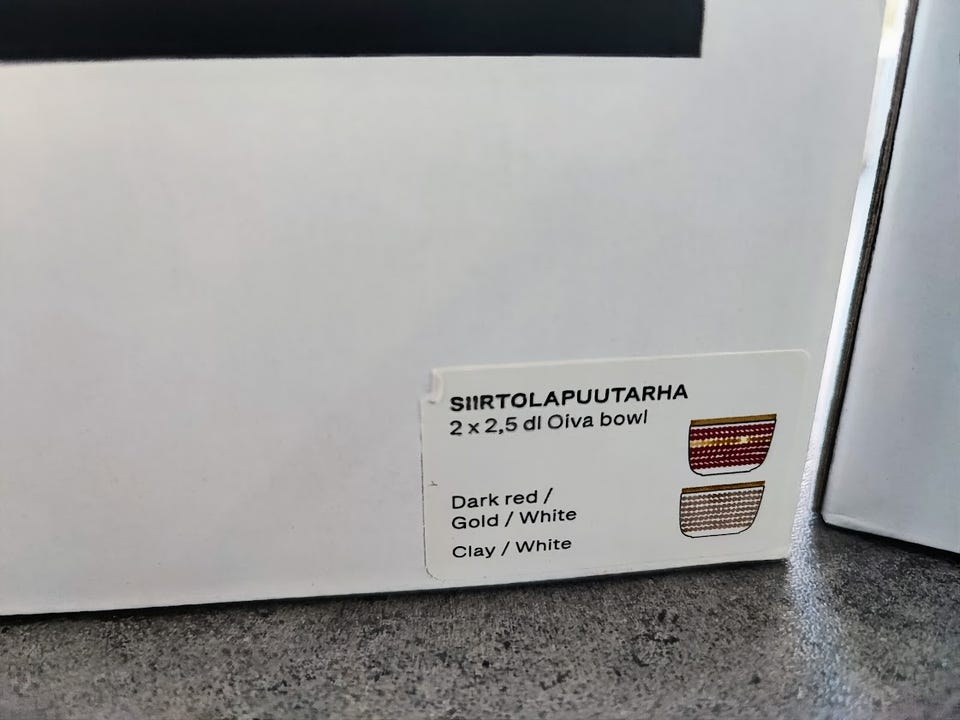 SIIRTOLAPUUTARHA
2 x 2,5 dl Oiva bowl
Dark red /
Gold / White
Clay / White